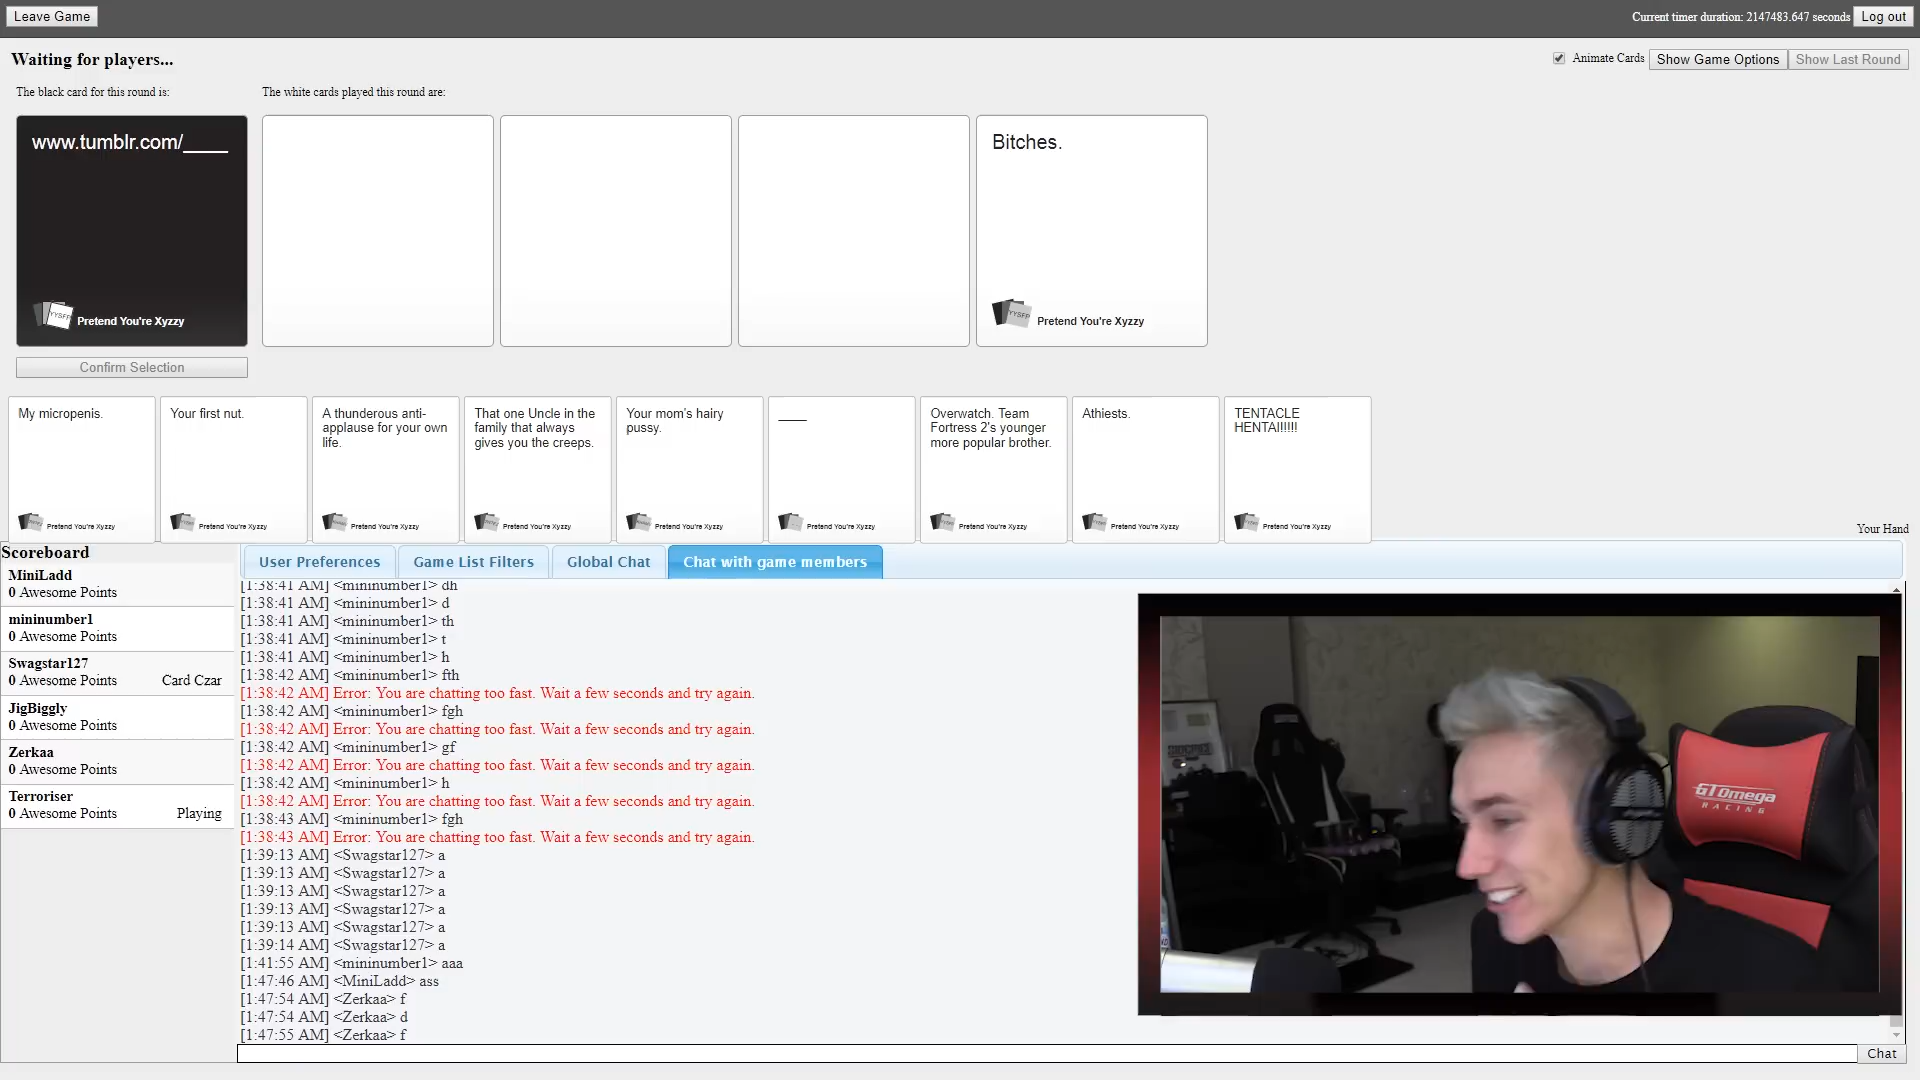 Leave Game
Current timer duration: 2147483.647 seconds
Log out
Waiting for players...
Animate Cards
Show Game Options
Show Last Round
The black card for this round is:
The white cards played this round are:
www.tumblr.com/____
Bitches.
Pretend You're Xyzzy
Pretend You're Xyzzy
Confirm Selection
My micropenis.
Your first nut.
A thunderous anti-
applause for your own
life.
That one Uncle in the
family that always
gives you the creeps.
Your mom's hairy
pussy.
____
Overwatch. Team
Fortress 2's younger
more popular brother.
Athiests.
TENTACLE
HENTAI!!!!!
Pretend You're Xyzzy
Pretend You're Xyzzy
Pretend You're Xyzzy
Pretend You're Xyzzy
Pretend You're Xyzzy
Pretend You're Xyzzy
Pretend You're Xyzzy
Pretend You're Xyzzy
Pretend You're Xyzzy
Your Hand
Scoreboard
MiniLadd
0 Awesome Points
mininumber1
0 Awesome Points
Swagstar127
0 Awesome Points Card Czar
JigBiggly
0 Awesome Points
Zerkaa
0 Awesome Points
Terroriser
0 Awesome Points Playing
User Preferences
Game List Filters
Global Chat
Chat with game members
[1:38:41 AM] <mininumber1> dh
[1:38:41 AM] <mininumber1> d
[1:38:41 AM] <mininumber1> th
[1:38:41 AM] <mininumber1> t
[1:38:41 AM] <mininumber1> h
[1:38:42 AM] <mininumber1> fth
[1:38:42 AM] Error: You are chatting too fast. Wait a few seconds and try again.
[1:38:42 AM] <mininumber1> fgh
[1:38:42 AM] Error: You are chatting too fast. Wait a few seconds and try again.
[1:38:42 AM] <mininumber1> gf
[1:38:42 AM] Error: You are chatting too fast. Wait a few seconds and try again.
[1:38:42 AM] <mininumber1> h
[1:38:42 AM] Error: You are chatting too fast. Wait a few seconds and try again.
[1:38:43 AM] <mininumber1> fgh
[1:38:43 AM] Error: You are chatting too fast. Wait a few seconds and try again.
[1:39:13 AM] <Swagstar127> a
[1:39:13 AM] <Swagstar127> a
[1:39:13 AM] <Swagstar127> a
[1:39:13 AM] <Swagstar127> a
[1:39:13 AM] <Swagstar127> a
[1:39:14 AM] <Swagstar127> a
[1:41:55 AM] <mininumber1> aaa
[1:47:46 AM] <MiniLadd> ass
[1:47:54 AM] <Zerkaa> f
[1:47:54 AM] <Zerkaa> d
[1:47:55 AM] <Zerkaa> f
GT Omega
RACING
Chat